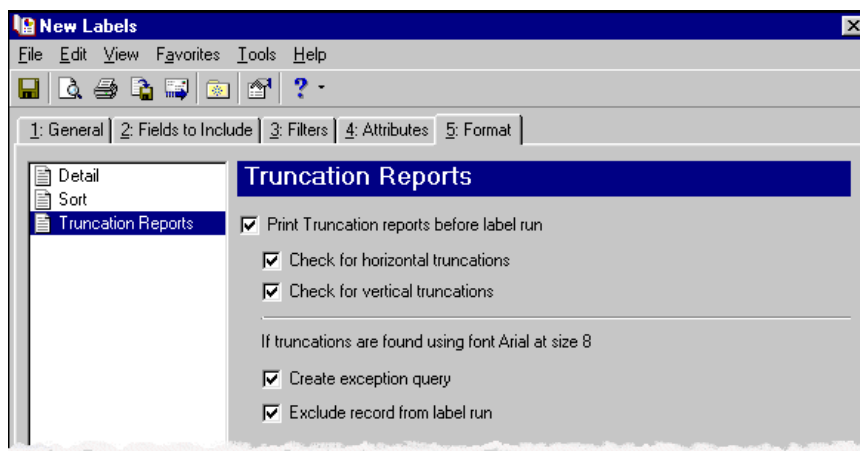 New Labels
File Edit View Favorites Tools Help
?
1: General 2: Fields to Include 3: Filters 4: Attributes 5: Format
Detail
Sort
Truncation Reports
Truncation Reports
Print Truncation reports before label run
Check for horizontal truncations
Check for vertical truncations
If truncations are found using font Arial at size 8
Create exception query
Exclude record from label run